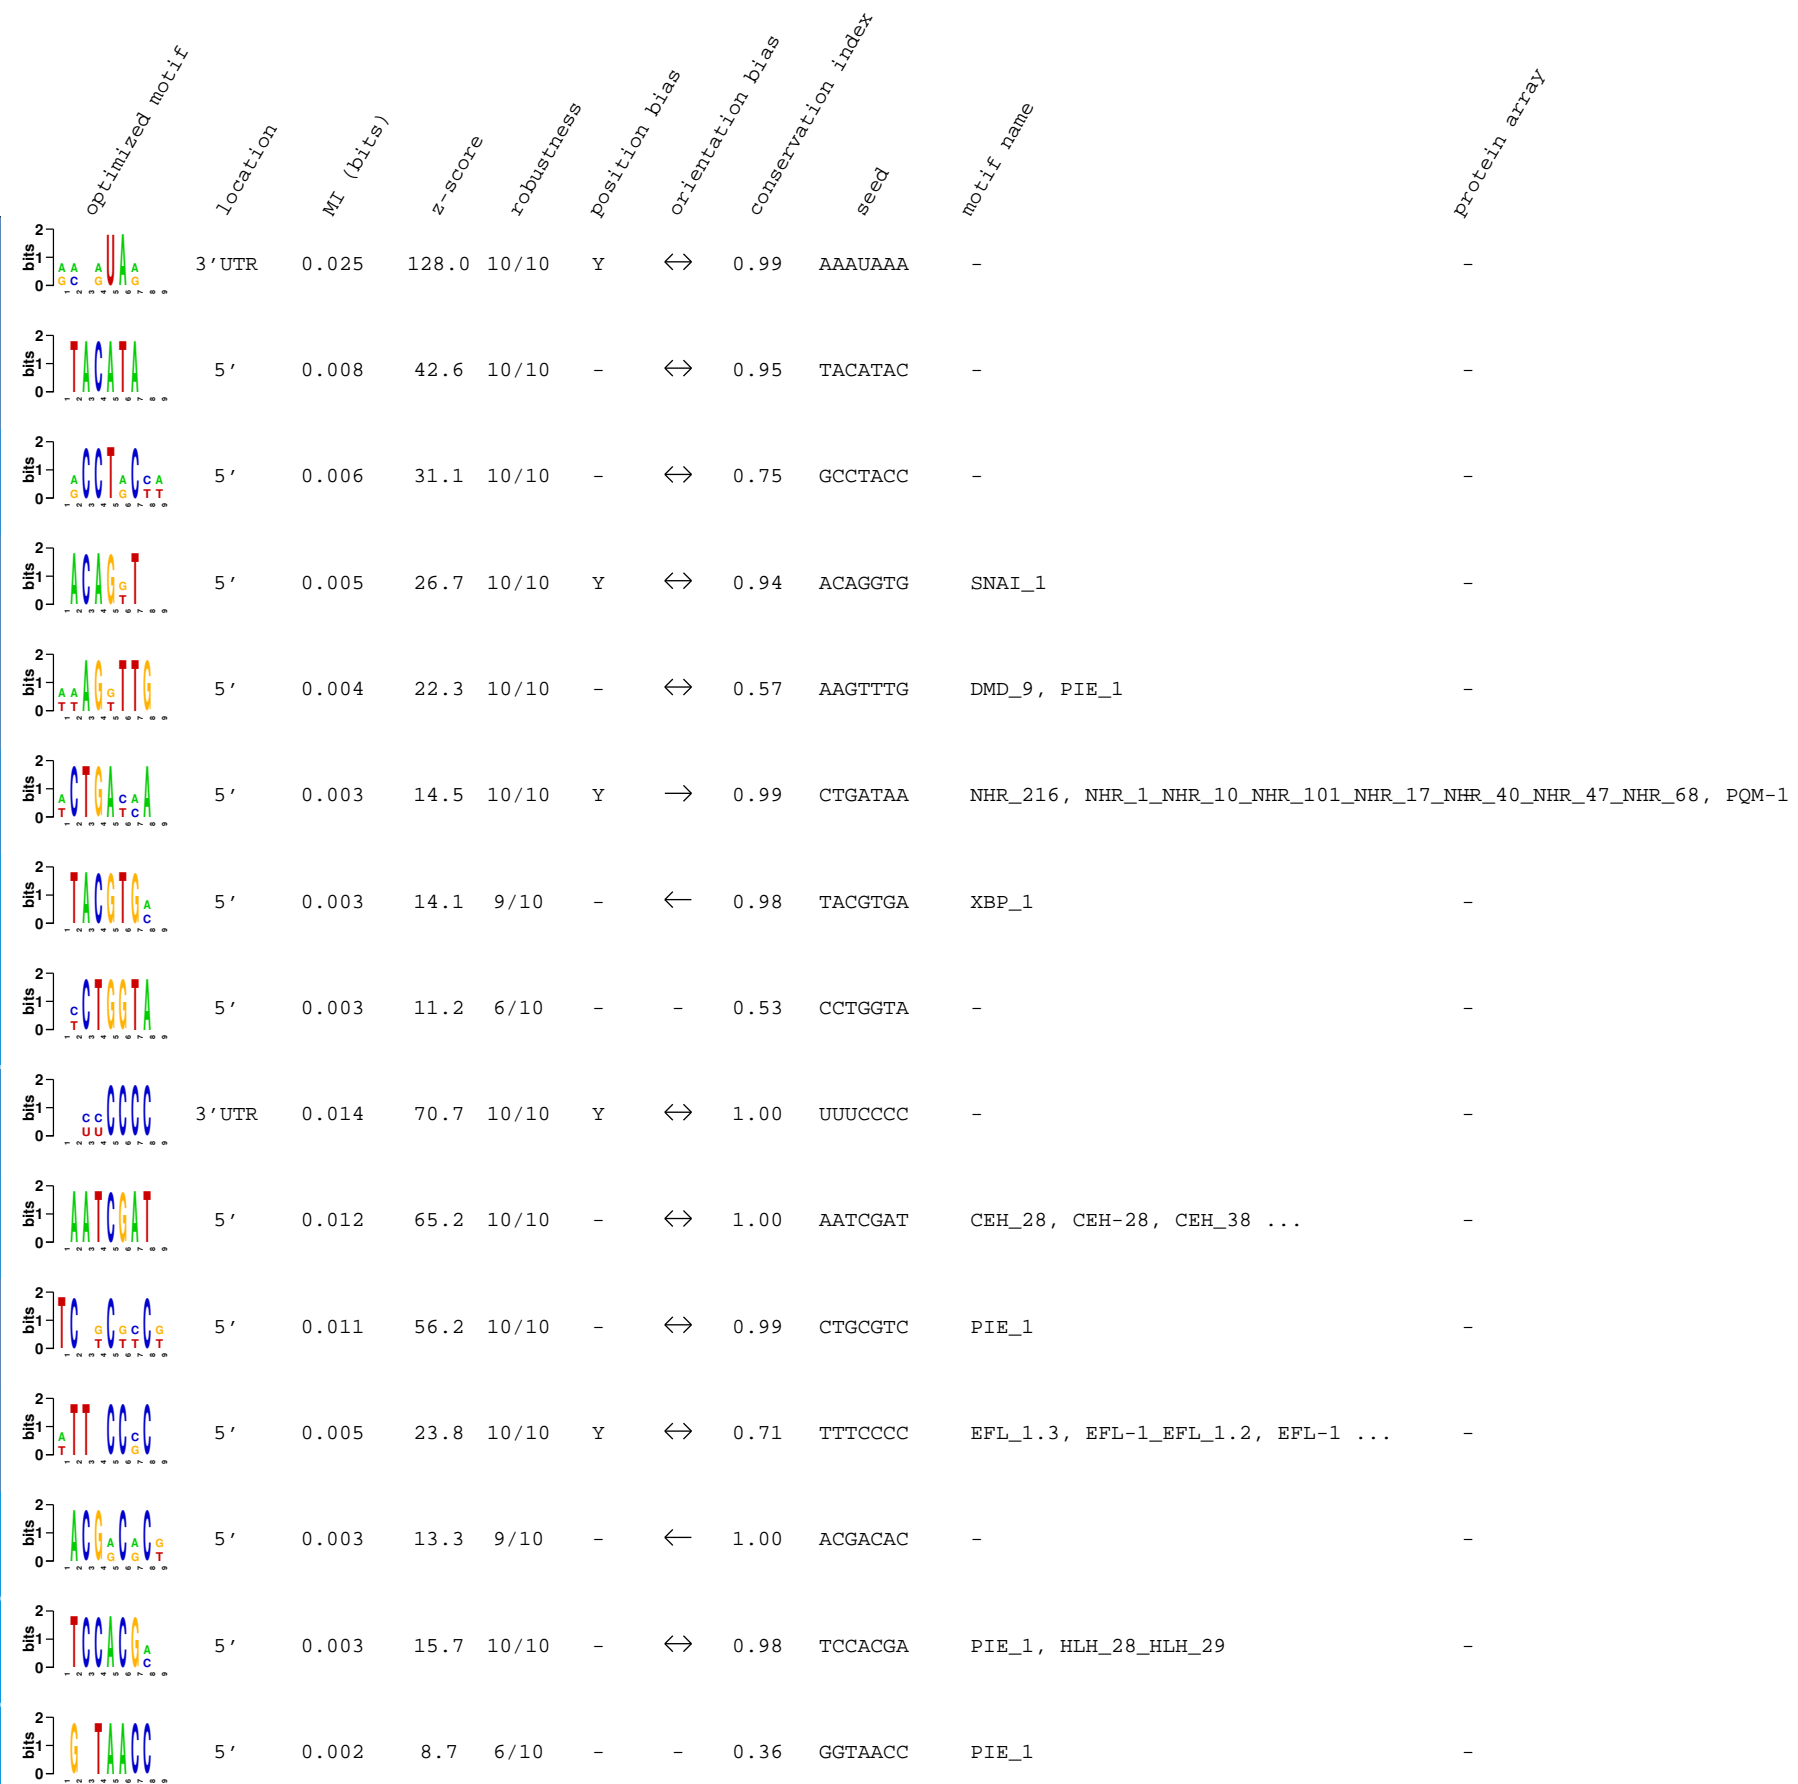 optimized motif location MI (bits) z-score robustness position bias orientation bias conservation index seed motif name protein array
3'UTR 0.025 128.0 10/10 Y ↔ 0.99 AAAUAAA - -
5' 0.008 42.6 10/10 - ↔ 0.95 TACATAC - -
5' 0.006 31.1 10/10 - ↔ 0.75 GCCTACC - -
5' 0.005 26.7 10/10 Y ↔ 0.94 ACAGGTG SNAI_1 -
5' 0.004 22.3 10/10 - ↔ 0.57 AAGTTTG DMD_9, PIE_1 -
5' 0.003 14.5 10/10 Y → 0.99 CTGATAA NHR_216, NHR_1_NHR_10_NHR_101_NHR_17_NHR_40_NHR_47_NHR_68, PQM-1 -
5' 0.003 14.1 9/10 - ← 0.98 TACGTGA XBP_1 -
5' 0.003 11.2 6/10 - - 0.53 CCTGGTA - -
3'UTR 0.014 70.7 10/10 Y ↔ 1.00 UUUCCCC - -
5' 0.012 65.2 10/10 - ↔ 1.00 AATCGAT CEH_28, CEH-28, CEH_38 ... -
5' 0.011 56.2 10/10 - ↔ 0.99 CTGCGTC PIE_1 -
5' 0.005 23.8 10/10 Y ↔ 0.71 TTTCCCC EFL_1.3, EFL-1_EFL_1.2, EFL-1 ... -
5' 0.003 13.3 9/10 - ← 1.00 ACGACAC - -
5' 0.003 15.7 10/10 - ↔ 0.98 TCCACGA PIE_1, HLH_28_HLH_29 -
5' 0.002 8.7 6/10 - - 0.36 GGTAACC PIE_1 -